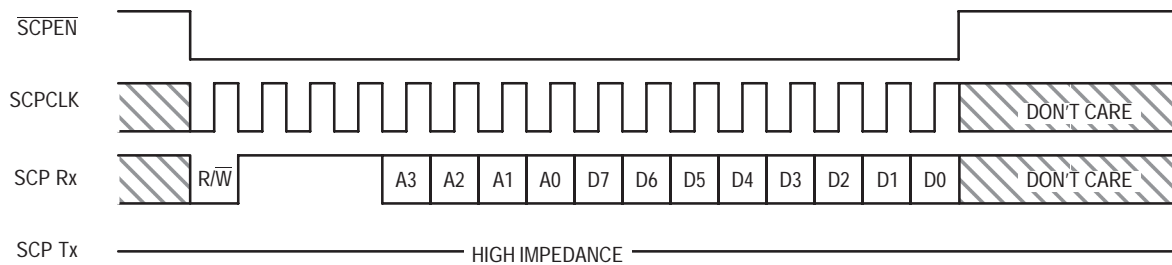 SCPEN
SCPCLK DON'T CARE
SCP Rx R/W A3 A2 A1 A0 D7 D6 D5 D4 D3 D2 D1 D0 DON'T CARE
SCP Tx HIGH IMPEDANCE